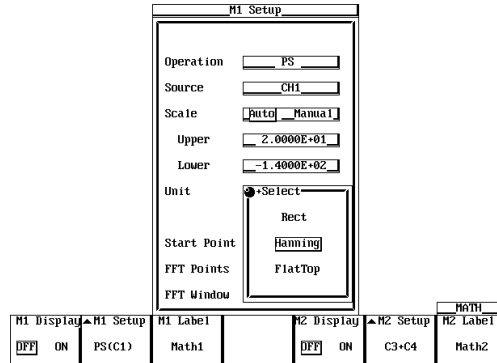 M1 Setup
Operation PS
Source CH1
Scale Auto Manual
Upper 2.0000E+01
Lower -1.4000E+02
Unit +Select
Rect
Start Point Hanning
FFT Points FlatTop
FFT Window
MATH
M1 Display M1 Setup M1 Label M2 Display M2 Setup M2 Label
OFF ON PS(C1) Math1 OFF ON C3+C4 Math2